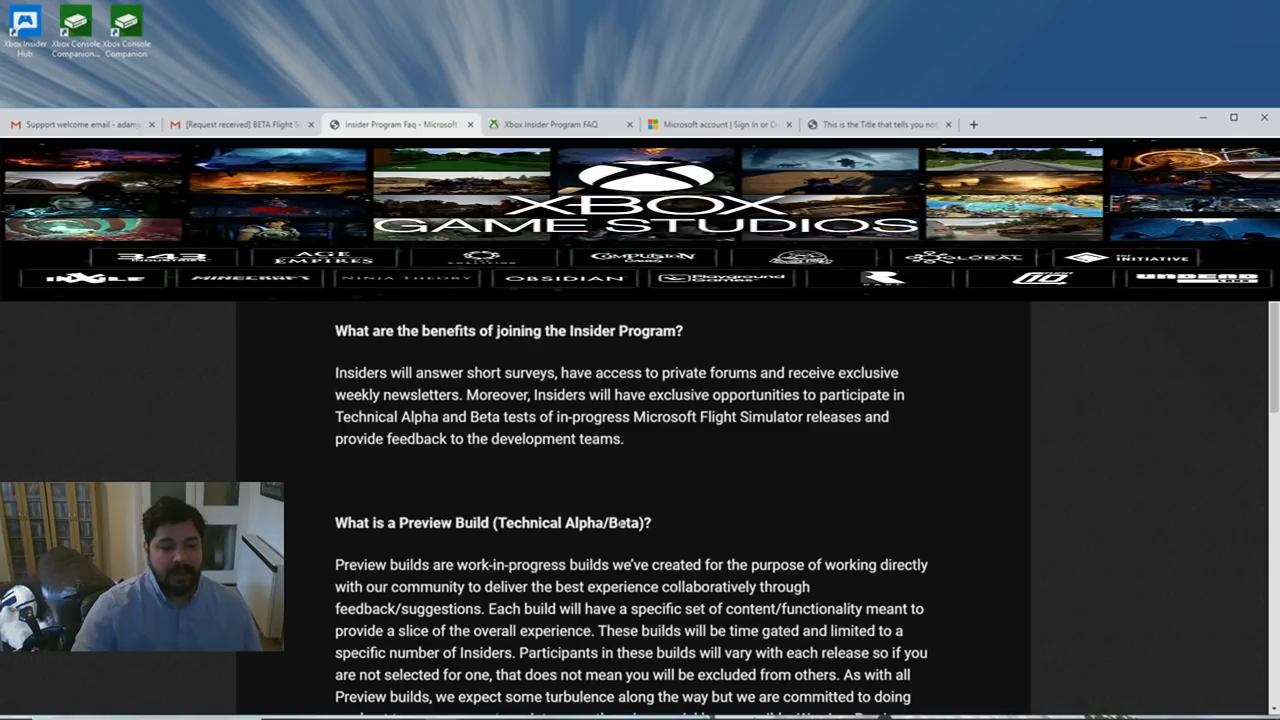 Xbox Insider Hub
Xbox Console Companion...
Xbox Console Companion
Support welcome email - adamj
[Request received] BETA Flight S
Insider Program Faq - Microsoft
Xbox Insider Program FAQ
Microsoft account | Sign In or Cr
This is the Title that tells you not
XBOX
GAME STUDIOS
343
AGE EMPIRES
COMPULSION Games
GLOBAL
THE INITIATIVE
INXILE
MINECRAFT
NINJA THEORY
OBSIDIAN
Playground Games
RARE
UNDEAD LABS
What are the benefits of joining the Insider Program?
Insiders will answer short surveys, have access to private forums and receive exclusive
weekly newsletters. Moreover, Insiders will have exclusive opportunities to participate in
Technical Alpha and Beta tests of in-progress Microsoft Flight Simulator releases and
provide feedback to the development teams.
What is a Preview Build (Technical Alpha/Beta)?
Preview builds are work-in-progress builds we've created for the purpose of working directly
with our community to deliver the best experience collaboratively through
feedback/suggestions. Each build will have a specific set of content/functionality meant to
provide a slice of the overall experience. These builds will be time gated and limited to a
specific number of Insiders. Participants in these builds will vary with each release so if you
are not selected for one, that does not mean you will be excluded from others. As with all
Preview builds, we expect some turbulence along the way but we are committed to doing